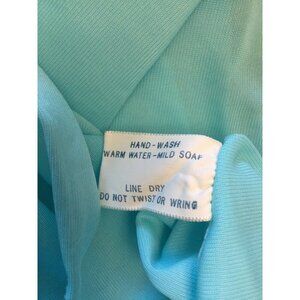 HAND-WASH
WARM WATER-MILD SOAP
LINE DRY
DO NOT TWIST OR WRING